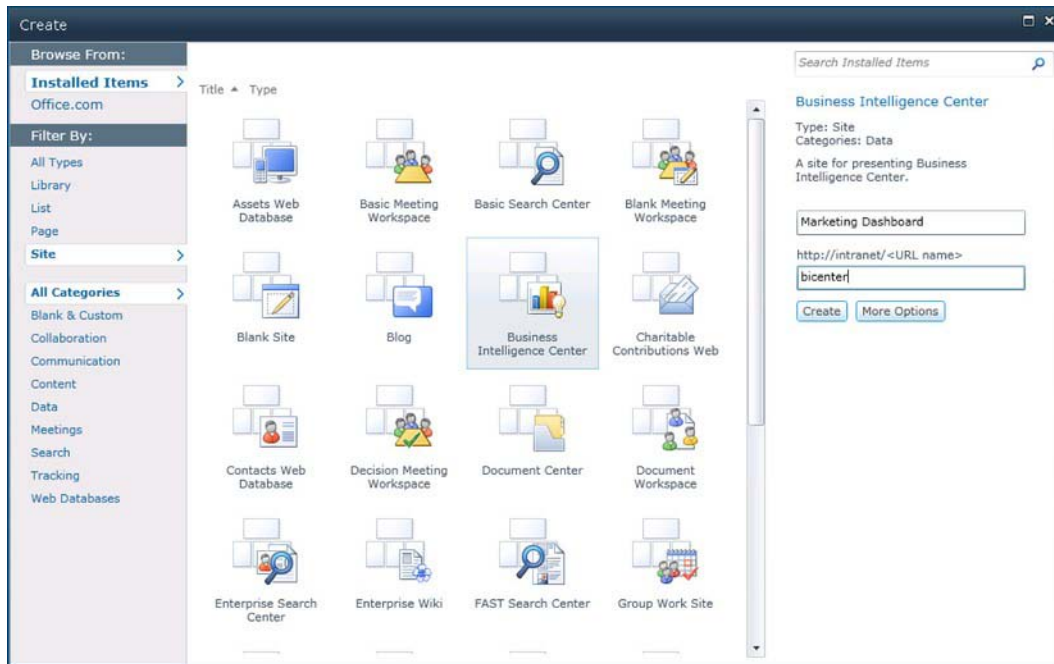 Create
Browse From:
Installed Items
Office.com
Filter By:
All Types
Library
List
Page
Site
All Categories
Blank & Custom
Collaboration
Communication
Content
Data
Meetings
Search
Tracking
Web Databases
Title Type
Assets Web
Database
Basic Meeting
Workspace
Basic Search Center
Blank Meeting
Workspace
Blank Site
Blog
Business
Intelligence Center
Charitable
Contributions Web
Contacts Web
Database
Decision Meeting
Workspace
Document Center
Document
Workspace
Enterprise Search
Center
Enterprise Wiki
FAST Search Center
Group Work Site
Search Installed Items
Business Intelligence Center
Type: Site
Categories: Data
A site for presenting Business
Intelligence Center.
Marketing Dashboard
http://intranet/<URL name>
bicenter
Create More Options